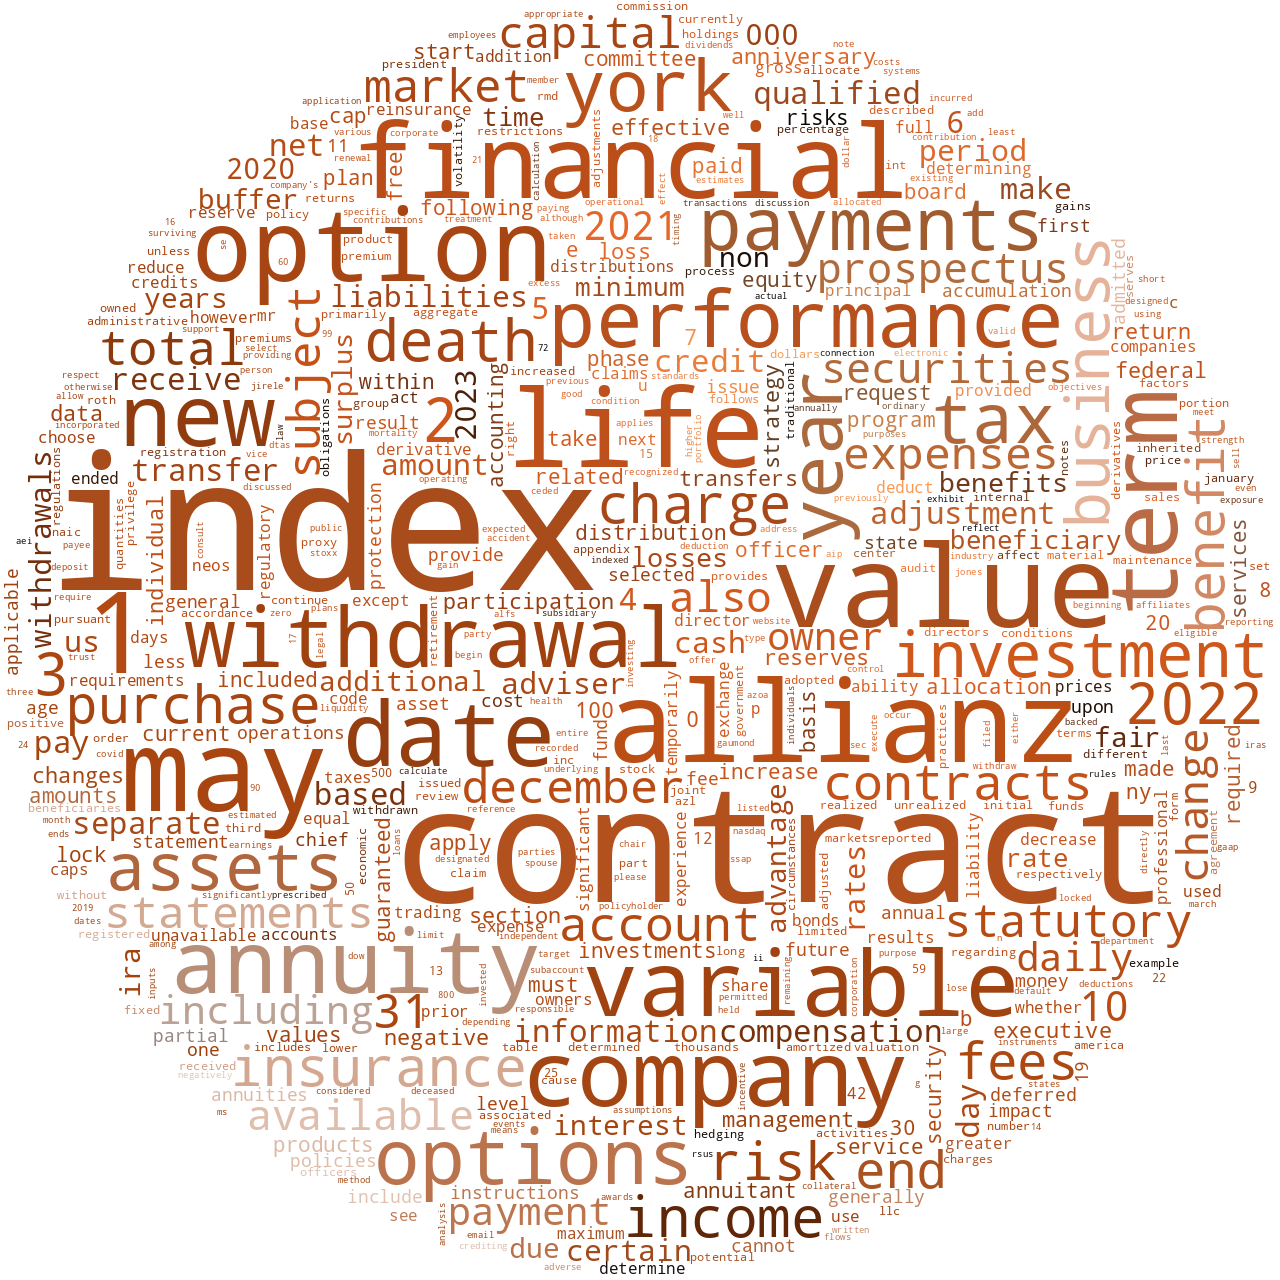 commission
appropriate
capital
currently
employees
holdings
dividends
000
note
start
addition
committee
anniversary
costs
president
market
member
york
gross
allocate
systems
application
cap
reinsurance
rmd
time
qualified
incurred
base
various
corporate
restrictions
effective
well
risks
described
add
net
11
financial
18
percentage
full
6
contribution
least
2020
plan
free
volatility
21
calculation
adjustments
paid
estimates
dollar
int
period
determining
existing
company's
returns
buffer
specific
contributions
following
operational
effect
transactions
discussion
allocated
board
make
gains
reserve
policy
treatment
paying
although
2021
timing
payments
first
16
surviving
option
product
premium
taken
e
loss
non
prospectus
business
admitted
unless
se
60
distributions
process
equity
serves
short
reduce
credits
subject
liabilities
excess
minimum
actual
principal
accumulation
designed
c
years
owned
administrative
however
mr
primarily
aggregate
5
performance
7
valid
return
using
support
99
surplus
death
72
credit
dollars
connection
electronic
companies
total
premiums
select
providing
phase
claims
standards
securities
objectives
federal
respect
person
increased
previous
u
issue
year
request
provided
factors
receive
otherwise
jirele
within
group
act
2023
life
good
condition
follows
strategy
traditional
annually
ordinary
program
tax
term
portion
allow
roth
new
2
accounting
applies
higher
portfolio
purposes
meet
data
incorporated
result
mortality
right
take
next
15
expenses
notes
derivatives
inherited
strength
choose
registration
vice
law
obligations
derivative
benefit
price
withdrawals
regulations
ended
transfer
dtas
amount
related
recognized
transfers
deduct
benefits
sell
even
discussed
operating
ceded
previously
exhibit
internal
sales
january
exposure
naic
index
charge
adjustment
aei
payee
quantities
privilege
individual
consult
regulatory
public
proxy
stoxx
protection
expected
accident
distribution
address
reflect
state
beneficiary
services
deposit
neos
provide
gain
appendix
indexed
losses
deduction
officer
aip
center
affect
material
audit
industry
jones
maintenance
set
require
general
continue
except
selected
provides
value
beginning
affiliates
8
applicable
pursuant
1
accordance
zero
plans
participation
alfs
subsidiary
4
also
director
website
20
eligible
reporting
us
days
17
legal
withdrawal
retirement
party
begin
investing
cash
type
owner
directors
conditions
trust
less
offer
reserves
control
investment
three
3
requirements
included
additional
adviser
temporarily
exchange
government
individuals
adopted
ability
allocation
prices
age
purchase
code
liquidity
asset
cost
health
100
0
azoa
p
basis
upon
2022
positive
order
current
operations
date
entire
fund
allianz
gaumond
sec
execute
occur
practices
filed
either
backed
terms
fair
last
24
covid
pay
recorded
inc
different
iras
changes
may
taxes
500
calculate
underlying
stock
fee
increase
withdraw
rules
made
change
required
amounts
90
based
issued
december
joint
contracts
9
beneficiaries
withdrawn
review
azl
listed
realized
unrealized
initial
funds
ny
form
month
estimated
equal
reference
advantage
agreement
separate
third
contract
12
nasdaq
markets
reported
decrease
professional
ends
earnings
statement
chief
economic
loans
apply
parties
chair
experience
circumstances
rates
liability
rate
directly
gaap
lock
designated
spouse
part
ssap
adjusted
respectively
caps
assets
guaranteed
claim
significant
please
used
without
significantly
prescribed
50
policyholder
bonds
locked
march
2019
statements
trading
section
account
limited
annual
statutory
dates
registered
unavailable
accounts
limit
expense
independent
results
n
department
among
annuity
dow
target
investments
long
ii
future
purpose
regarding
daily
example
ira
inputs
13
invested
subaccount
variable
remaining
59
lose
money
default
deductions
22
800
must
share
corporation
fixed
including
31
prior
owners
responsible
permitted
held
whether
10
partial
values
negative
depending
information
compensation
large
b
executive
one
includes
lower
table
determined
thousands
amortized
valuation
instruments
america
received
insurance
company
fees
19
negatively
25
cause
incentive
g
security
states
annuities
considered
deceased
42
day
deferred
ms
available
level
associated
assumptions
management
impact
events
means
interest
hedging
activities
30
number
14
products
options
rsus
risk
service
greater
policies
officers
charges
method
collateral
end
include
instructions
awards
annuitant
generally
see
analysis
payment
income
use
llc
email
maximum
written
flows
crediting
due
certain
cannot
potential
adverse
determine